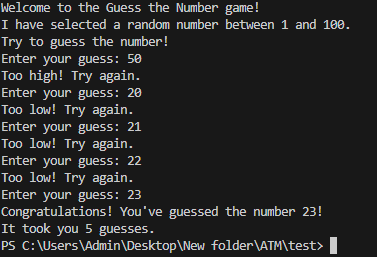 Welcome to the Guess the Number game!
I have selected a random number between 1 and 100.
Try to guess the number!
Enter your guess: 50
Too high! Try again.
Enter your guess: 20
Too low! Try again.
Enter your guess: 21
Too low! Try again.
Enter your guess: 22
Too low! Try again.
Enter your guess: 23
Congratulations! You've guessed the number 23!
It took you 5 guesses.
PS C:\Users\Admin\Desktop\New folder\ATM\test>